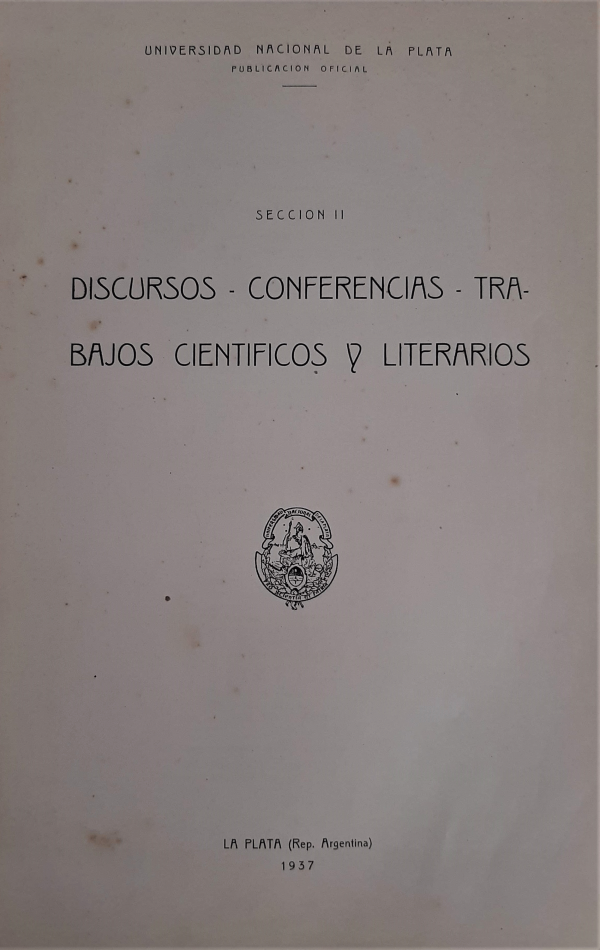 UNIVERSIDAD NACIONAL DE LA PLATA
PUBLICACION OFICIAL
SECCION II
DISCURSOS - CONFERENCIAS - TRA-
BAJOS CIENTIFICOS Y LITERARIOS
LA PLATA (Rep. Argentina)
1937